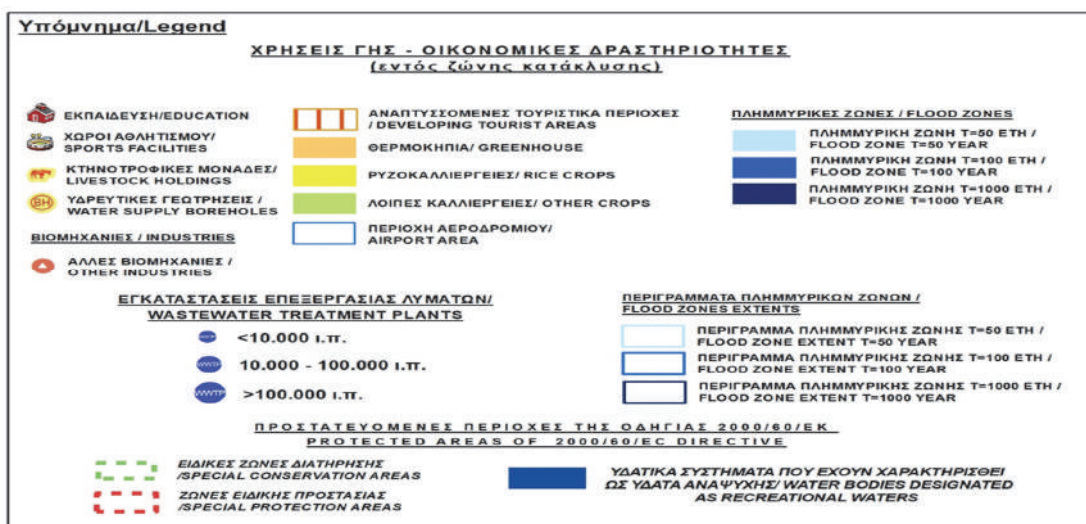 Υπόμνημα/Legend
ΧΡΗΣΕΙΣ ΓΗΣ - ΟΙΚΟΝΟΜΙΚΕΣ ΔΡΑΣΤΗΡΙΟΤΗΤΕΣ
(εντός ζώνης κατάκλυσης)
ΕΚΠΑΙΔΕΥΣΗ/EDUCATION
ΧΩΡΟΙ ΑΘΛΗΤΙΣΜΟΥ/
SPORTS FACILITIES
ΚΤΗΝΟΤΡΟΦΙΚΕΣ ΜΟΝΑΔΕΣ/
LIVESTOCK HOLDINGS
BH
ΥΔΡΕΥΤΙΚΕΣ ΓΕΩΤΡΗΣΕΙΣ /
WATER SUPPLY BOREHOLES
ΒΙΟΜΗΧΑΝΙΕΣ / INDUSTRIES
ΑΛΛΕΣ ΒΙΟΜΗΧΑΝΙΕΣ /
OTHER INDUSTRIES
ΑΝΑΠΤΥΣΣΟΜΕΝΕΣ ΤΟΥΡΙΣΤΙΚΑ ΠΕΡΙΟΧΕΣ
/ DEVELOPING TOURIST AREAS
ΘΕΡΜΟΚΗΠΙΑ/ GREENHOUSE
ΡΥΖΟΚΑΛΛΙΕΡΓΕΙΕΣ/ RICE CROPS
ΛΟΙΠΕΣ ΚΑΛΛΙΕΡΓΕΙΕΣ/ OTHER CROPS
ΠΕΡΙΟΧΗ ΑΕΡΟΔΡΟΜΙΟΥ/
AIRPORT AREA
ΠΛΗΜΜΥΡΙΚΕΣ ΖΩΝΕΣ / FLOOD ZONES
ΠΛΗΜΜΥΡΙΚΗ ΖΩΝΗ T=50 ΕΤΗ /
FLOOD ZONE T=50 YEAR
ΠΛΗΜΜΥΡΙΚΗ ΖΩΝΗ T=100 ΕΤΗ /
FLOOD ZONE T=100 YEAR
ΠΛΗΜΜΥΡΙΚΗ ΖΩΝΗ T=1000 ΕΤΗ /
FLOOD ZONE T=1000 YEAR
ΕΓΚΑΤΑΣΤΑΣΕΙΣ ΕΠΕΞΕΡΓΑΣΙΑΣ ΛΥΜΑΤΩΝ/
WASTEWATER TREATMENT PLANTS
<10.000 ι.π.
WWTP
10.000 - 100.000 ι.π.
WWTP
>100.000 ι.π.
ΠΕΡΙΓΡΑΜΜΑΤΑ ΠΛΗΜΜΥΡΙΚΩΝ ΖΩΝΩΝ /
FLOOD ZONES EXTENTS
ΠΕΡΙΓΡΑΜΜΑ ΠΛΗΜΜΥΡΙΚΗΣ ΖΩΝΗΣ T=50 ΕΤΗ /
FLOOD ZONE EXTENT T=50 YEAR
ΠΕΡΙΓΡΑΜΜΑ ΠΛΗΜΜΥΡΙΚΗΣ ΖΩΝΗΣ T=100 ΕΤΗ /
FLOOD ZONE EXTENT T=100 YEAR
ΠΕΡΙΓΡΑΜΜΑ ΠΛΗΜΜΥΡΙΚΗΣ ΖΩΝΗΣ T=1000 ΕΤΗ /
FLOOD ZONE EXTENT T=1000 YEAR
ΠΡΟΣΤΑΤΕΥΟΜΕΝΕΣ ΠΕΡΙΟΧΕΣ ΤΗΣ ΟΔΗΓΙΑΣ 2000/60/ΕΚ
PROTECTED AREAS OF 2000/60/EC DIRECTIVE
ΕΙΔΙΚΕΣ ΖΩΝΕΣ ΔΙΑΤΗΡΗΣΗΣ
/SPECIAL CONSERVATION AREAS
ΖΩΝΕΣ ΕΙΔΙΚΗΣ ΠΡΟΣΤΑΣΙΑΣ
/SPECIAL PROTECTION AREAS
ΥΔΑΤΙΚΑ ΣΥΣΤΗΜΑΤΑ ΠΟΥ ΕΧΟΥΝ ΧΑΡΑΚΤΗΡΙΣΘΕΙ
ΩΣ ΥΔΑΤΑ ΑΝΑΨΥΧΗΣ/ WATER BODIES DESIGNATED
AS RECREATIONAL WATERS